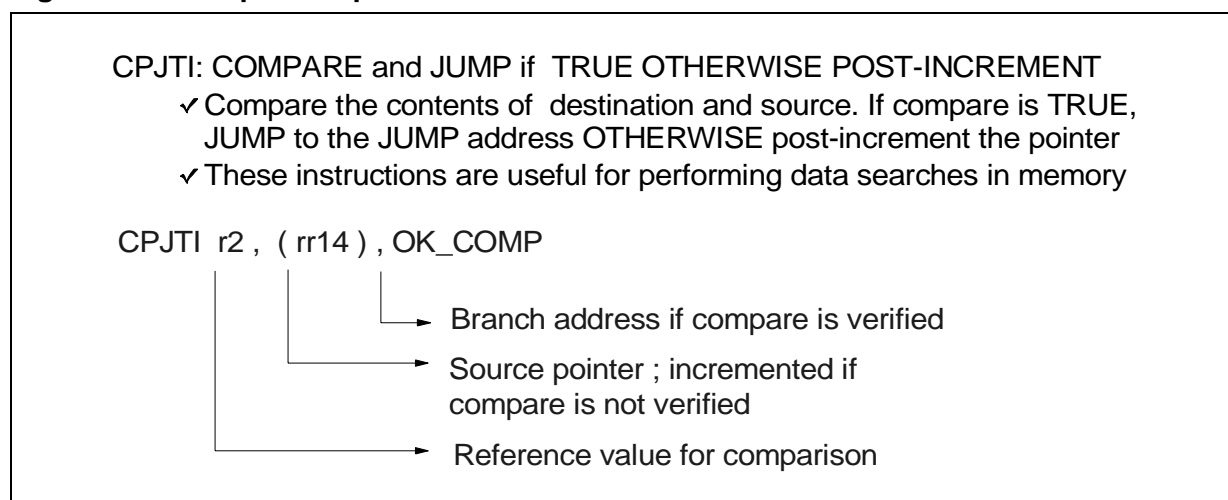 CPJTI: COMPARE and JUMP if TRUE OTHERWISE POST-INCREMENT
✓ Compare the contents of destination and source. If compare is TRUE,
JUMP to the JUMP address OTHERWISE post-increment the pointer
✓ These instructions are useful for performing data searches in memory
CPJTI r2 , ( rr14 ) , OK_COMP
Branch address if compare is verified
Source pointer ; incremented if
compare is not verified
Reference value for comparison